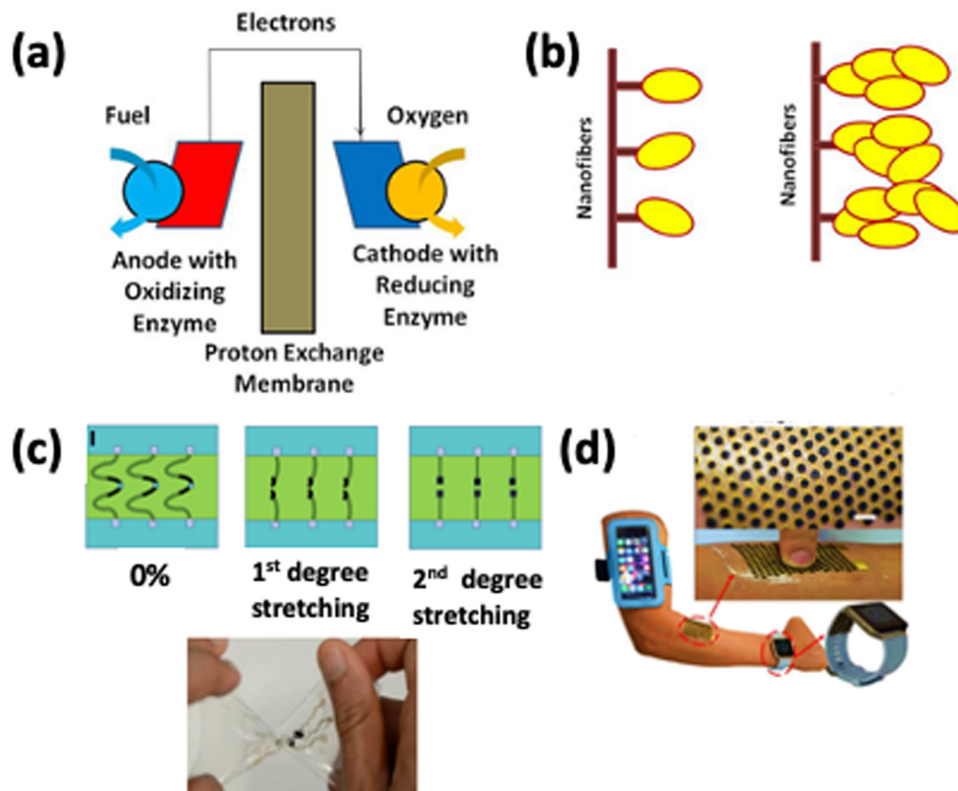 (a)
Electrons
Fuel
Oxygen
Anode with
Oxidizing
Enzyme
Cathode with
Reducing
Enzyme
Proton Exchange
Membrane
(b)
Nanofibers
Nanofibers
(c)
I
0%
1st degree
stretching
2nd degree
stretching
(d)